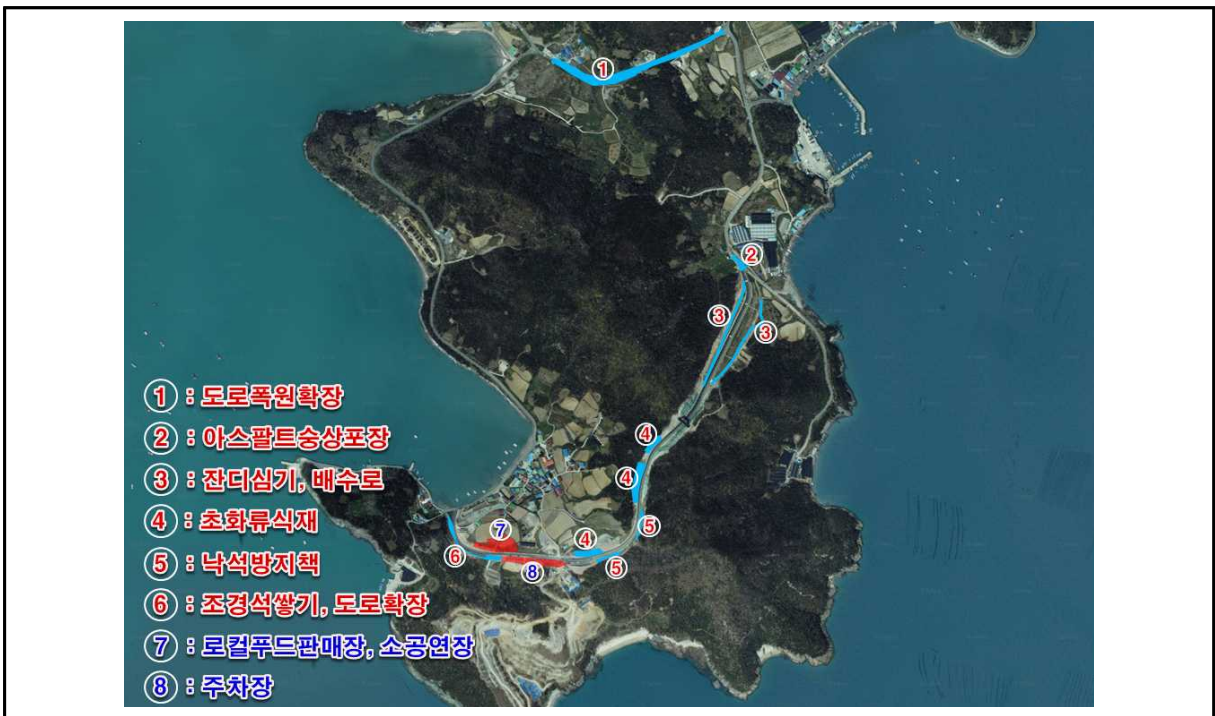 ①
②
③
③
④
④
⑤
⑦
④
⑥
⑤
⑧
① : 도로폭원확장
② : 아스팔트숭상포장
③ : 잔디심기, 배수로
④ : 초화류식재
⑤ : 낙석방지책
⑥ : 조경석쌓기, 도로확장
⑦ : 로컬푸드판매장, 소공연장
⑧ : 주차장